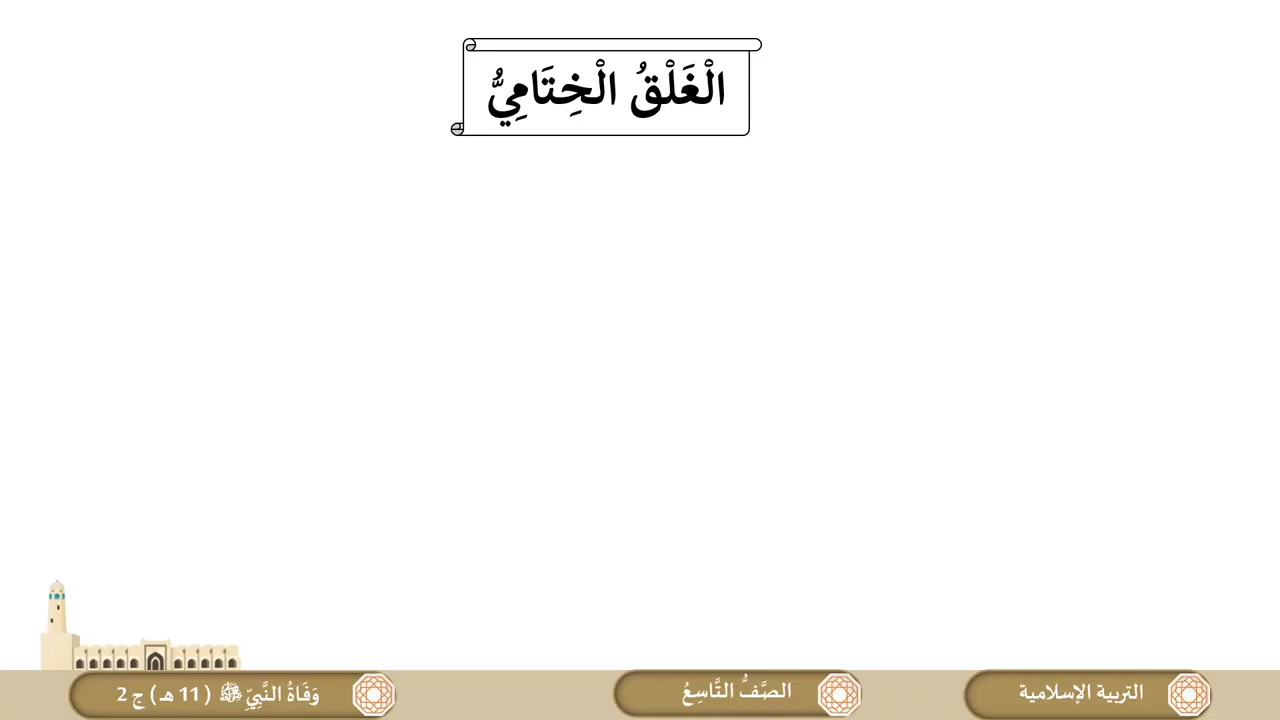 الْغَلْقُ الْخِتَامِيُّ
التربية الإسلامية
الصَّفُّ التَّاسِعُ
وَفَاةُ النَّبِيِّ ﷺ ( 11 هـ ) ج 2